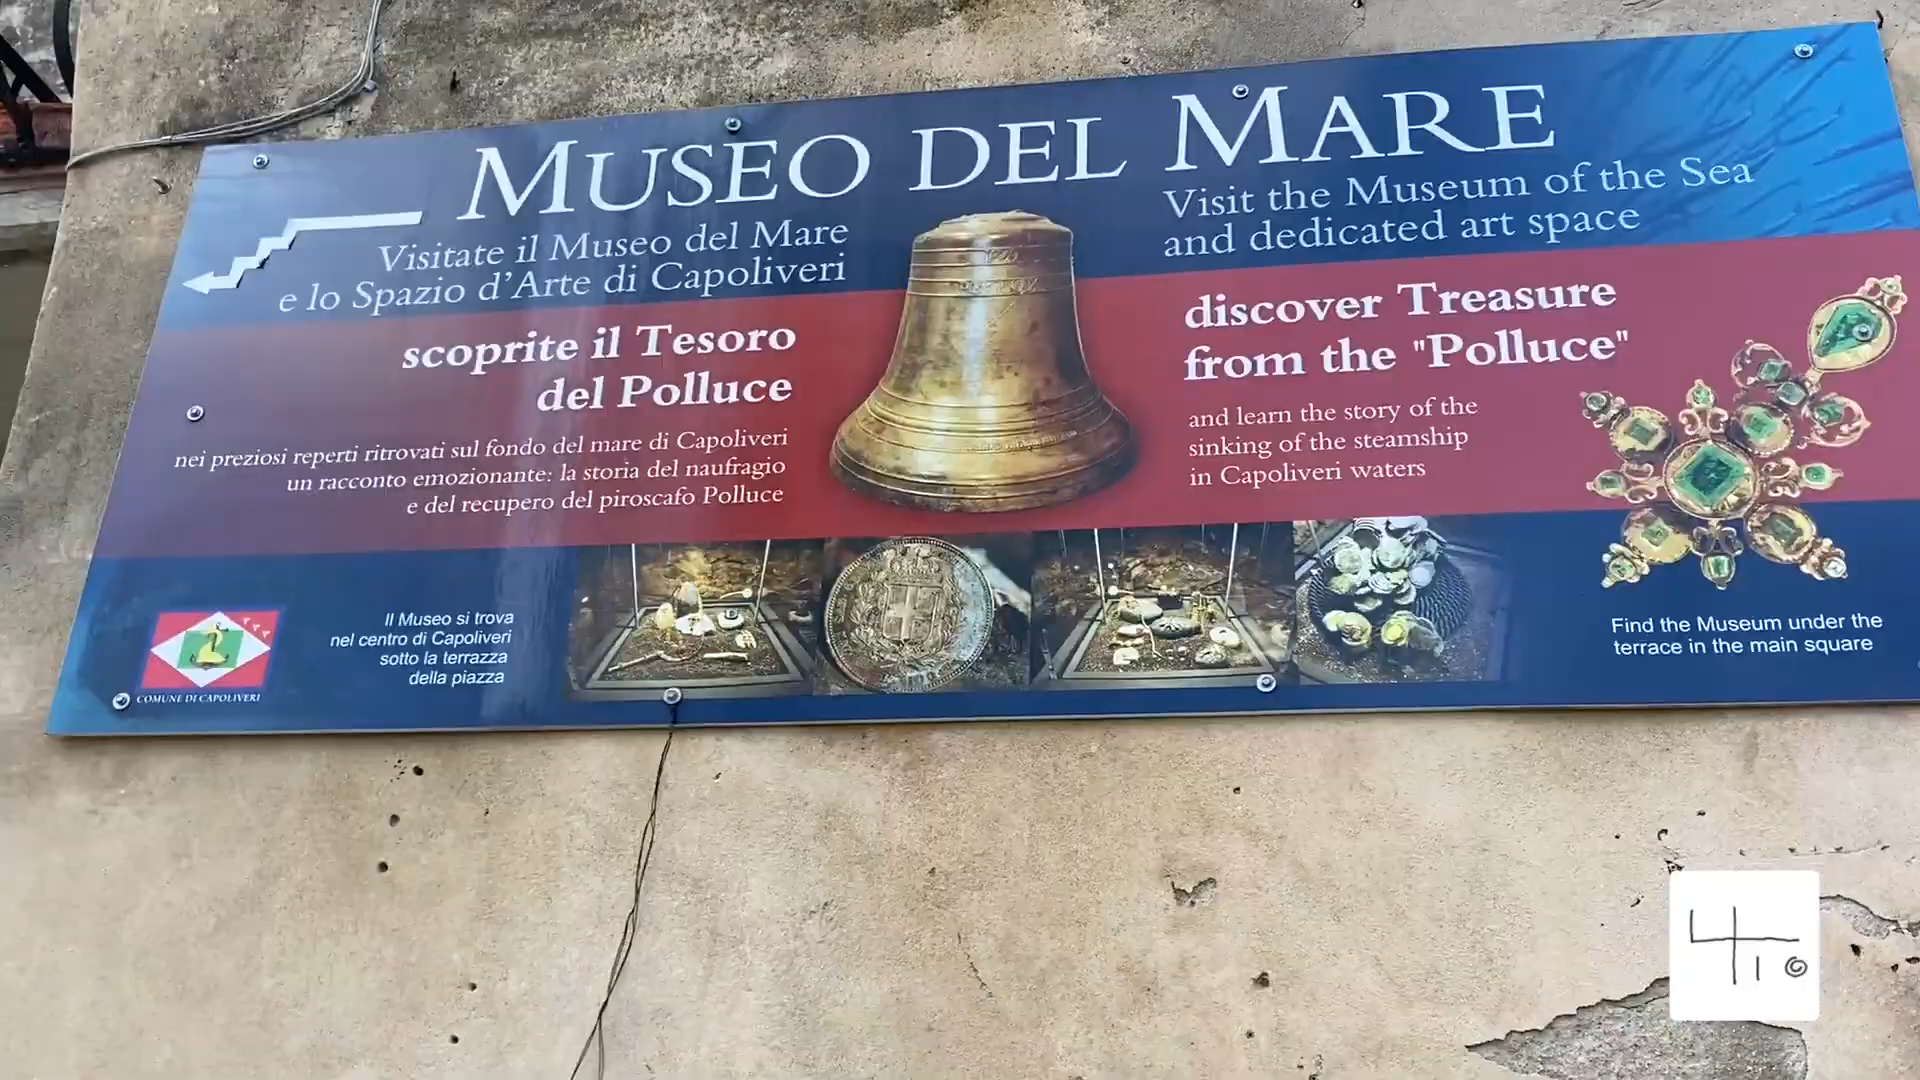 MUSEO DEL MARE
Visitate il Museo del Mare
e lo Spazio d'Arte di Capoliveri
Visit the Museum of the Sea
and dedicated art space
scoprite il Tesoro
del Polluce
nei preziosi reperti ritrovati sul fondo del mare di Capoliveri
un racconto emozionante: la storia del naufragio
e del recupero del piroscafo Polluce
discover Treasure
from the "Polluce"
and learn the story of the
sinking of the steamship
in Capoliveri waters
COMUNE DI CAPOLIVERI
Il Museo si trova
nel centro di Capoliveri
sotto la terrazza
della piazza
Find the Museum under the
terrace in the main square